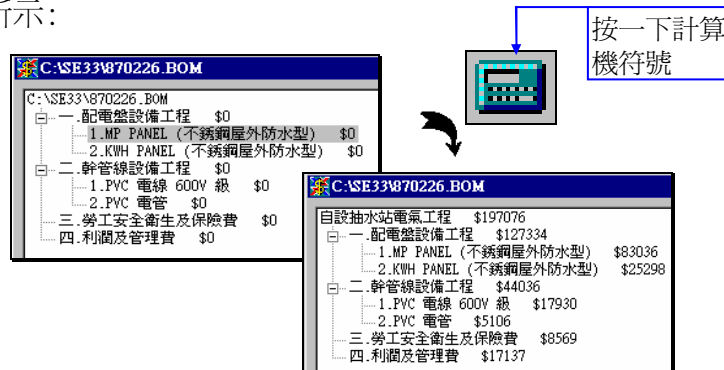 所示:
按一下計算
機符號
C:\SE33\870226.BOM
C:\SE33\870226.BOM
一.配電盤設備工程 $0
1.MP PANEL (不銹鋼屋外防水型) $0
2.KWH PANEL (不銹鋼屋外防水型) $0
二.幹管線設備工程 $0
1.PVC 電線 600V 級 $0
2.PVC 電管 $0
三.勞工安全衛生及保險費 $0
四.利潤及管理費 $0
C:\SE33\870226.BOM
自設抽水站電氣工程 $197076
一.配電盤設備工程 $127334
1.MP PANEL (不銹鋼屋外防水型) $83036
2.KWH PANEL (不銹鋼屋外防水型) $25298
二.幹管線設備工程 $44036
1.PVC 電線 600V 級 $17930
2.PVC 電管 $5106
三.勞工安全衛生及保險費 $8569
四.利潤及管理費 $17137